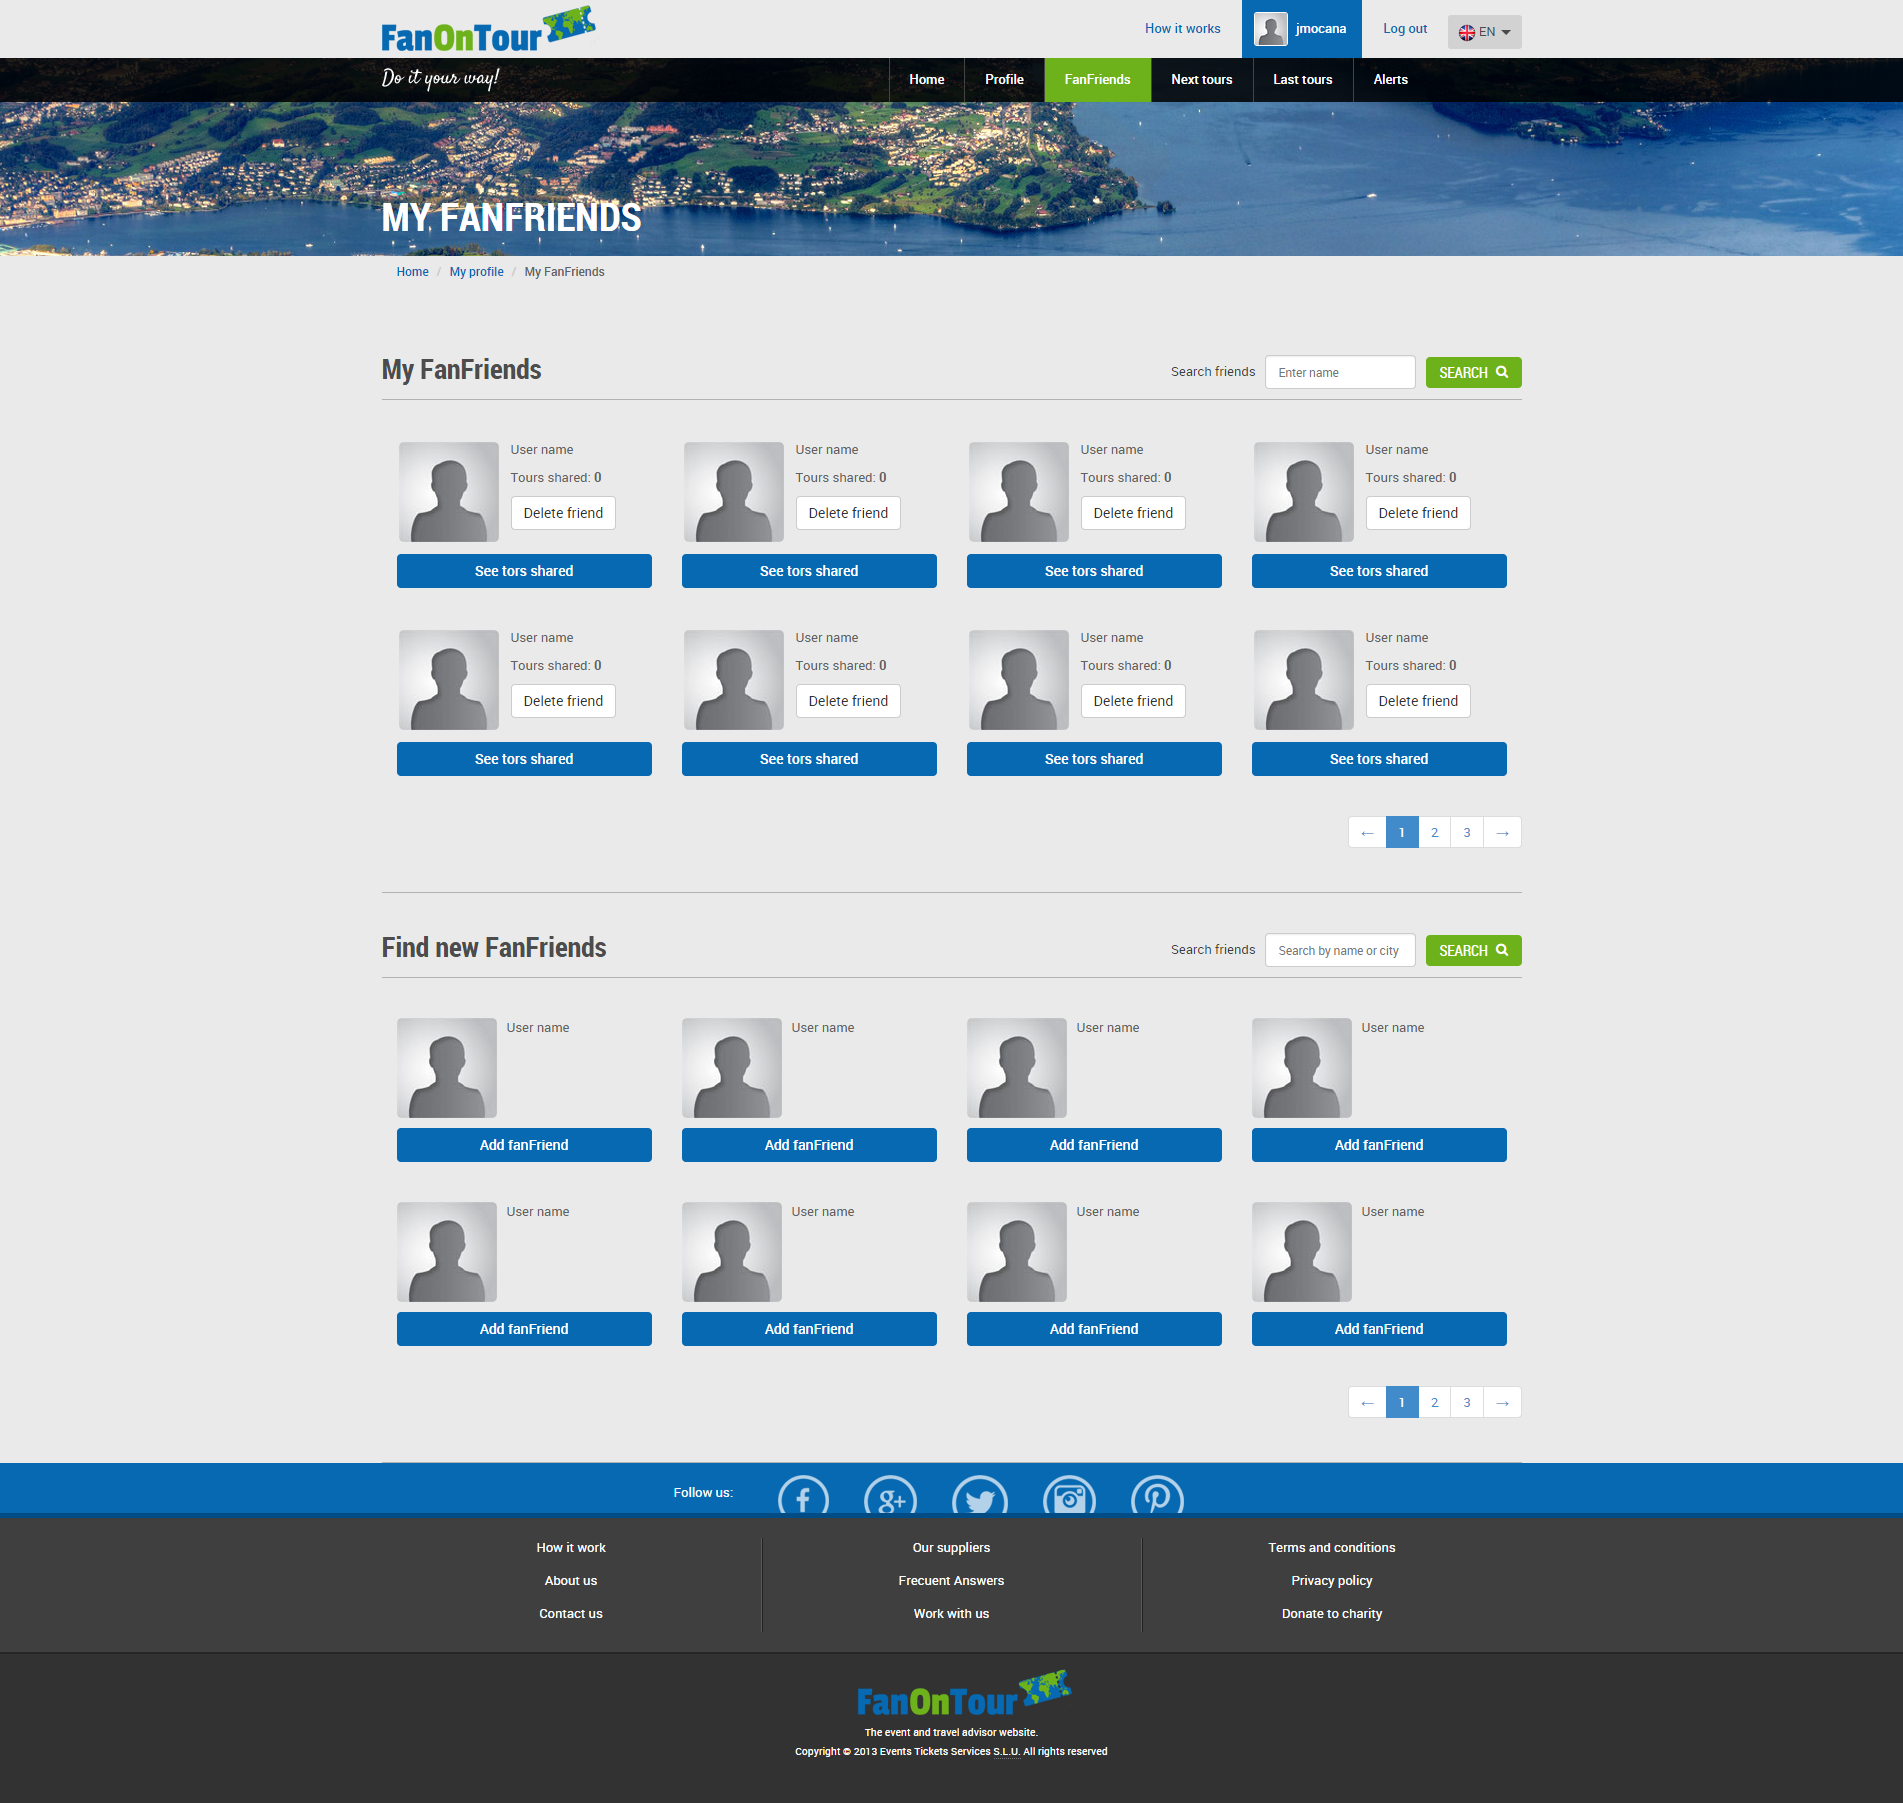 FanOnTour
How it works
jmocana
Log out
EN
Do it your way!
Home
Profile
FanFriends
Next tours
Last tours
Alerts
MY FANFRIENDS
Home / My profile / My FanFriends
My FanFriends
Search friends
Enter name
SEARCH
User name
Tours shared: 0
Delete friend
See tors shared
User name
Tours shared: 0
Delete friend
See tors shared
User name
Tours shared: 0
Delete friend
See tors shared
User name
Tours shared: 0
Delete friend
See tors shared
User name
Tours shared: 0
Delete friend
See tors shared
User name
Tours shared: 0
Delete friend
See tors shared
User name
Tours shared: 0
Delete friend
See tors shared
User name
Tours shared: 0
Delete friend
See tors shared
← 1 2 3 →
Find new FanFriends
Search friends
Search by name or city
SEARCH
User name
Add fanFriend
User name
Add fanFriend
User name
Add fanFriend
User name
Add fanFriend
User name
Add fanFriend
User name
Add fanFriend
User name
Add fanFriend
User name
Add fanFriend
← 1 2 3 →
Follow us:
How it work
About us
Contact us
Our suppliers
Frecuent Answers
Work with us
Terms and conditions
Privacy policy
Donate to charity
FanOnTour
The event and travel advisor website.
Copyright © 2013 Events Tickets Services S.L.U. All rights reserved